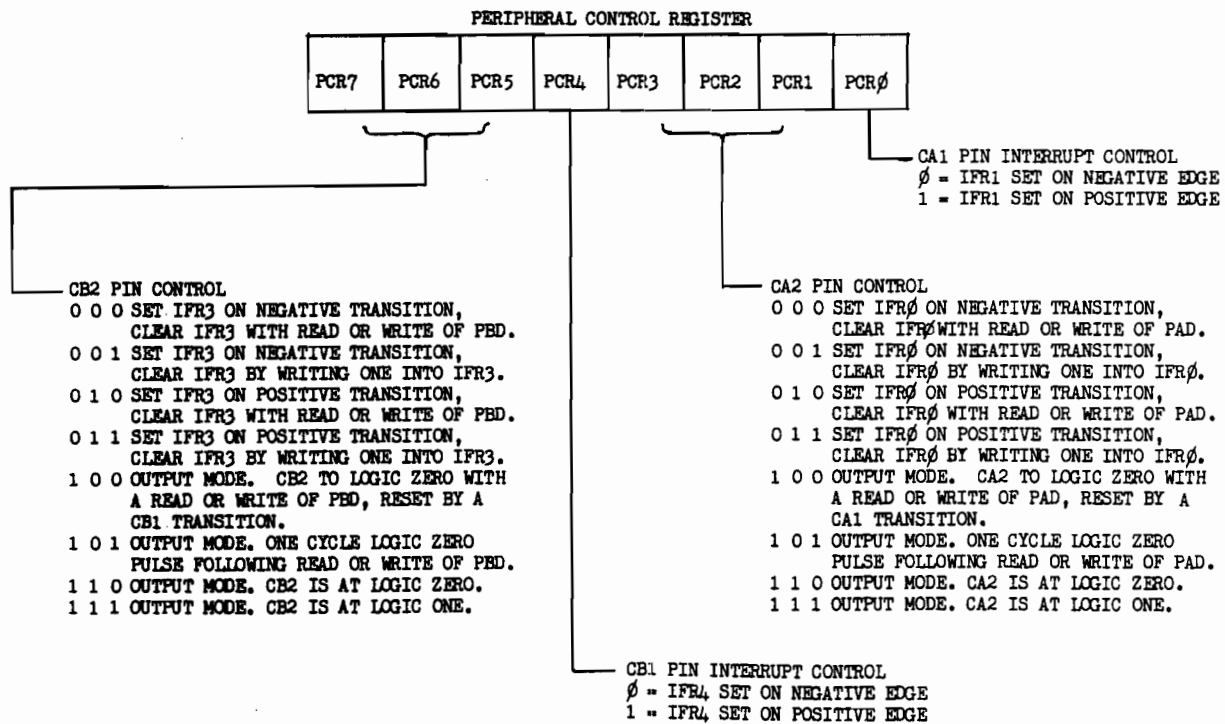 PERIPHERAL CONTROL REGISTER
PCR7 PCR6 PCR5 PCR4 PCR3 PCR2 PCR1 PCRØ
CA1 PIN INTERRUPT CONTROL
Ø = IFR1 SET ON NEGATIVE EDGE
1 = IFR1 SET ON POSITIVE EDGE
CB2 PIN CONTROL
0 0 0 SET IFR3 ON NEGATIVE TRANSITION,
CLEAR IFR3 WITH READ OR WRITE OF PBD.
0 0 1 SET IFR3 ON NEGATIVE TRANSITION,
CLEAR IFR3 BY WRITING ONE INTO IFR3.
0 1 0 SET IFR3 ON POSITIVE TRANSITION,
CLEAR IFR3 WITH READ OR WRITE OF PBD.
0 1 1 SET IFR3 ON POSITIVE TRANSITION,
CLEAR IFR3 BY WRITING ONE INTO IFR3.
1 0 0 OUTPUT MODE. CB2 TO LOGIC ZERO WITH
A READ OR WRITE OF PBD, RESET BY A
CB1 TRANSITION.
1 0 1 OUTPUT MODE. ONE CYCLE LOGIC ZERO
PULSE FOLLOWING READ OR WRITE OF PBD.
1 1 0 OUTPUT MODE. CB2 IS AT LOGIC ZERO.
1 1 1 OUTPUT MODE. CB2 IS AT LOGIC ONE.
CA2 PIN CONTROL
0 0 0 SET IFRØ ON NEGATIVE TRANSITION,
CLEAR IFRØ WITH READ OR WRITE OF PAD.
0 0 1 SET IFRØ ON NEGATIVE TRANSITION,
CLEAR IFRØ BY WRITING ONE INTO IFRØ.
0 1 0 SET IFRØ ON POSITIVE TRANSITION,
CLEAR IFRØ WITH READ OR WRITE OF PAD.
0 1 1 SET IFRØ ON POSITIVE TRANSITION,
CLEAR IFRØ BY WRITING ONE INTO IFRØ.
1 0 0 OUTPUT MODE. CA2 TO LOGIC ZERO WITH
A READ OR WRITE OF PAD, RESET BY A
CA1 TRANSITION.
1 0 1 OUTPUT MODE. ONE CYCLE LOGIC ZERO
PULSE FOLLOWING READ OR WRITE OF PAD.
1 1 0 OUTPUT MODE. CA2 IS AT LOGIC ZERO.
1 1 1 OUTPUT MODE. CA2 IS AT LOGIC ONE.
CB1 PIN INTERRUPT CONTROL
Ø = IFR4 SET ON NEGATIVE EDGE
1 = IFR4 SET ON POSITIVE EDGE